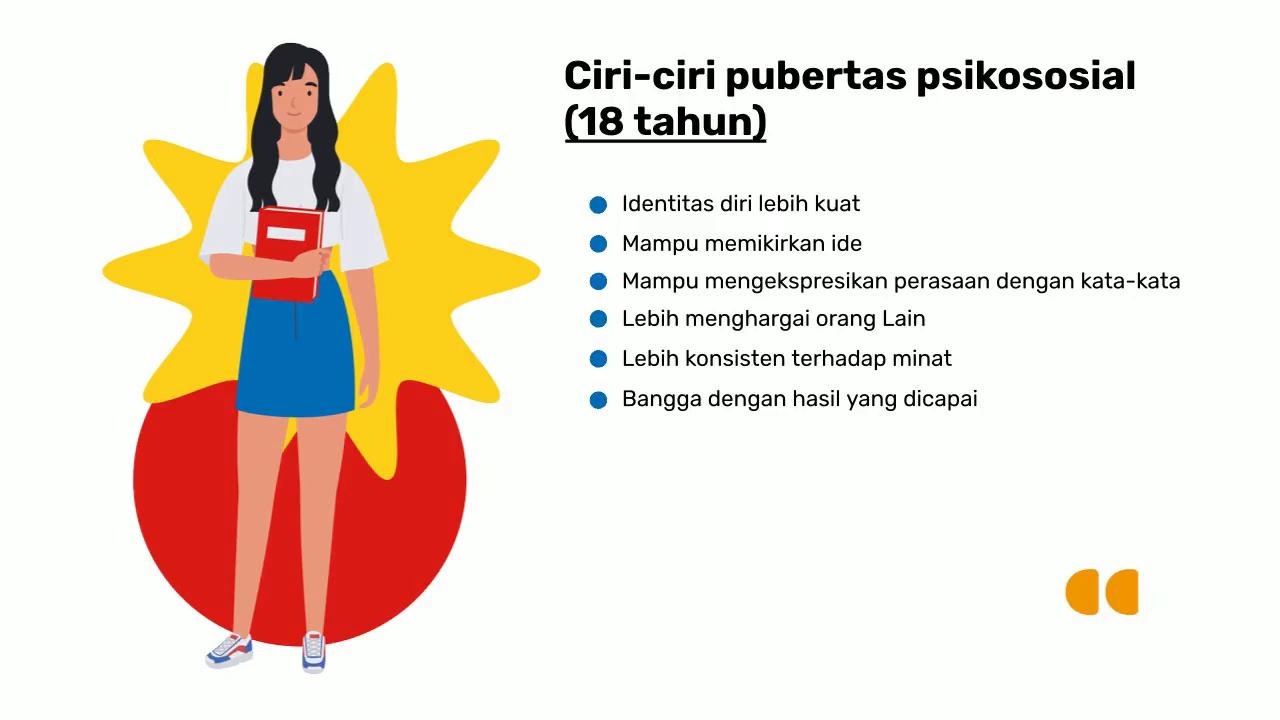 Ciri-ciri pubertas psikososial
(18 tahun)
Identitas diri lebih kuat
Mampu memikirkan ide
Mampu mengekspresikan perasaan dengan kata-kata
Lebih menghargai orang Lain
Lebih konsisten terhadap minat
Bangga dengan hasil yang dicapai